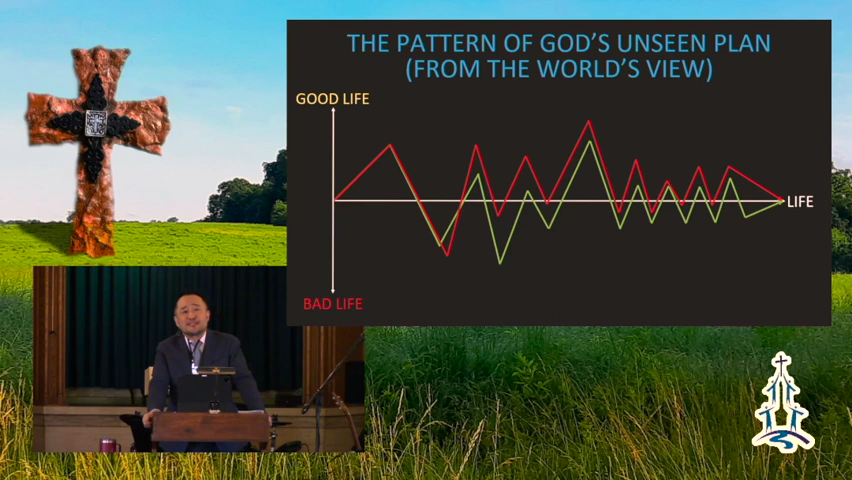 THE PATTERN OF GOD'S UNSEEN PLAN
(FROM THE WORLD'S VIEW)
GOOD LIFE
LIFE
BAD LIFE